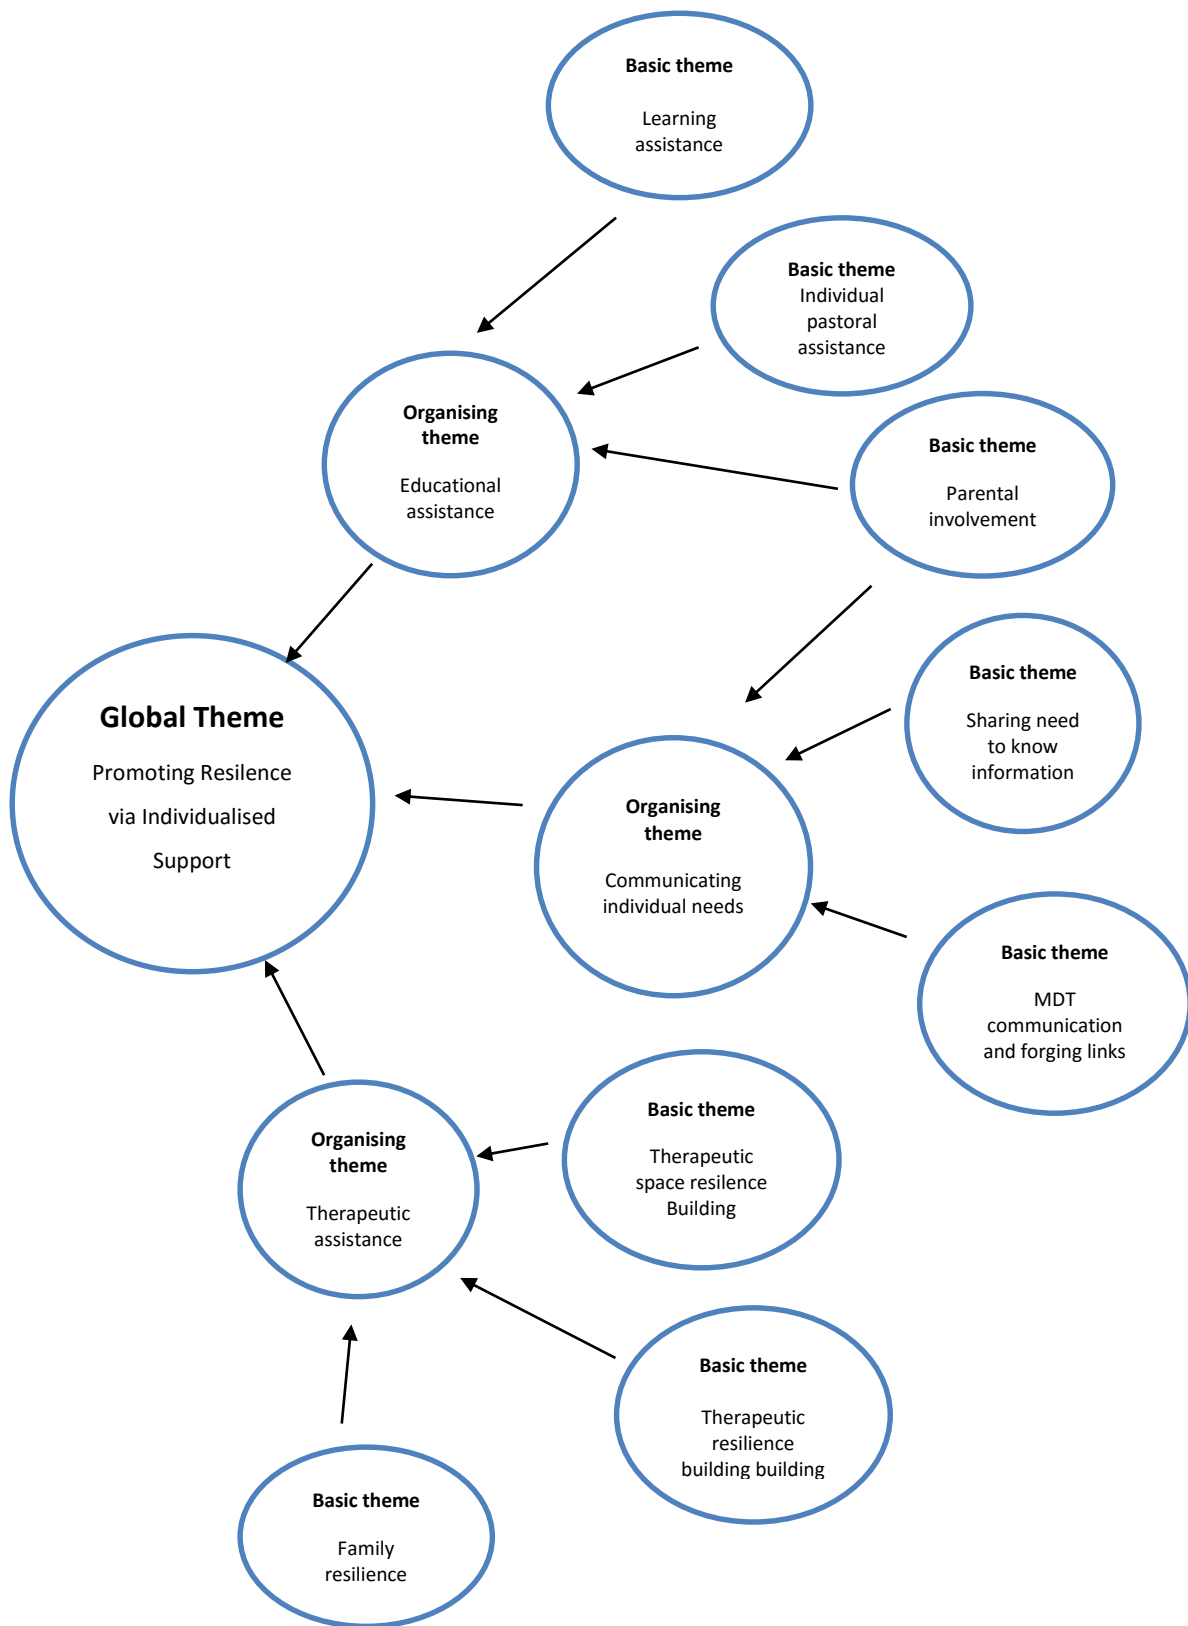 Basic theme
Learning
assistance
Basic theme
Individual
pastoral
assistance
Organising
theme
Educational
assistance
Basic theme
Parental
involvement
Global Theme
Promoting Resilence
via Individualised
Support
Basic theme
Sharing need
to know
information
Organising
theme
Communicating
individual needs
Basic theme
MDT
communication
and forging links
Basic theme
Therapeutic
space resilence
Building
Organising
theme
Therapeutic
assistance
Basic theme
Therapeutic
resilience
building building
Basic theme
Family
resilience